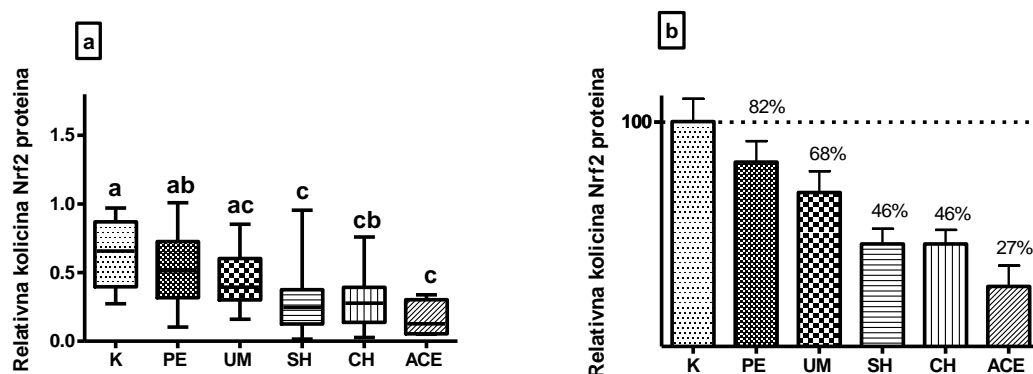 a
Relativna kolicina Nrf2 proteina
1.5
1.0
0.5
0.0
a
ab
ac
c
cb
c
K PE UM SH CH ACE
b
Relativna kolicina Nrf2 proteina
100
82%
68%
46%
46%
27%
K PE UM SH CH ACE